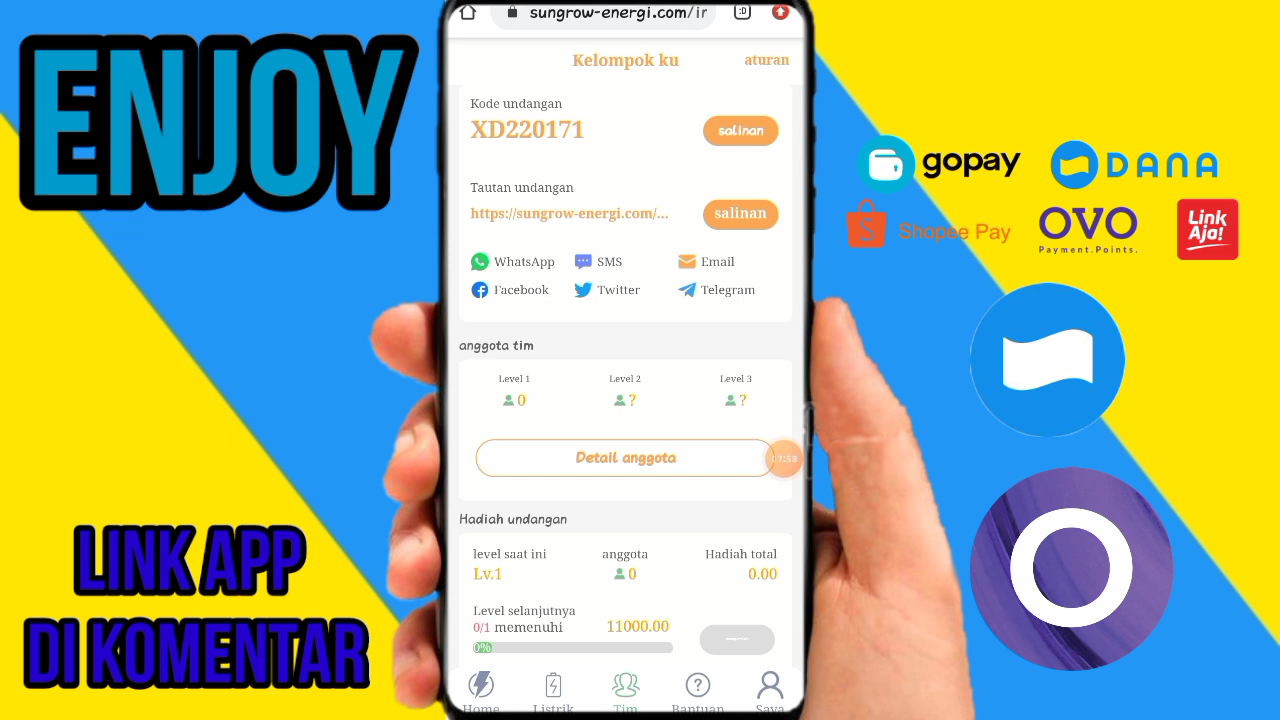 ENJOY
LINK APP
DI KOMENTAR
sungrow-energi.com/ir
:D
Kelompok ku
aturan
Kode undangan
XD220171
salinan
Tautan undangan
https://sungrow-energi.com/...
salinan
WhatsApp
SMS
Email
Facebook
Twitter
Telegram
anggota tim
Level 1
Level 2
Level 3
0
?
?
Detail anggota
07:58
Hadiah undangan
level saat ini
anggota
Hadiah total
Lv.1
0
0.00
Level selanjutnya
0/1 memenuhi
11000.00
0%
Home
Listrik
Tim
Bantuan
Saya
gopay
DANA
Shopee Pay
OVO
Payment.Points.
Link
Aja!